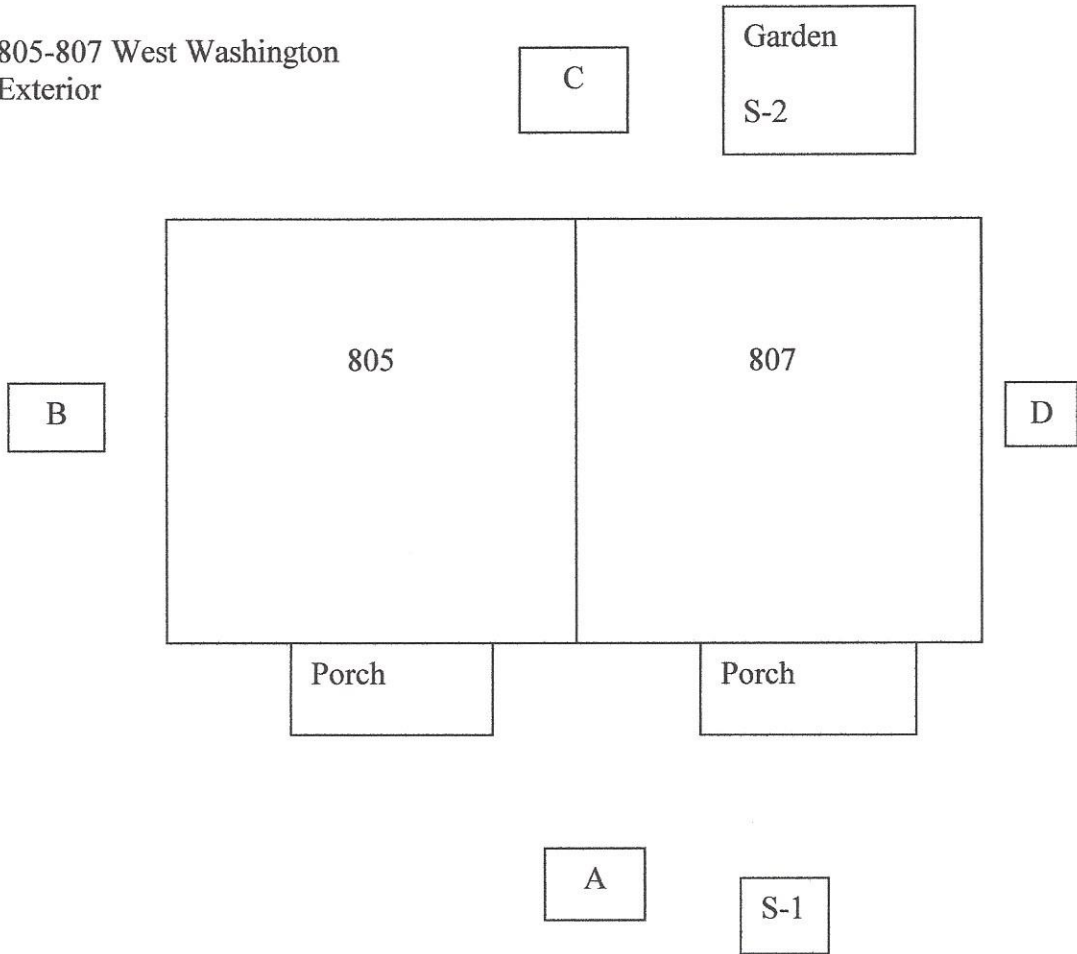 805-807 West Washington
Exterior
C
Garden
S-2
805
807
B
D
Porch
Porch
A
S-1